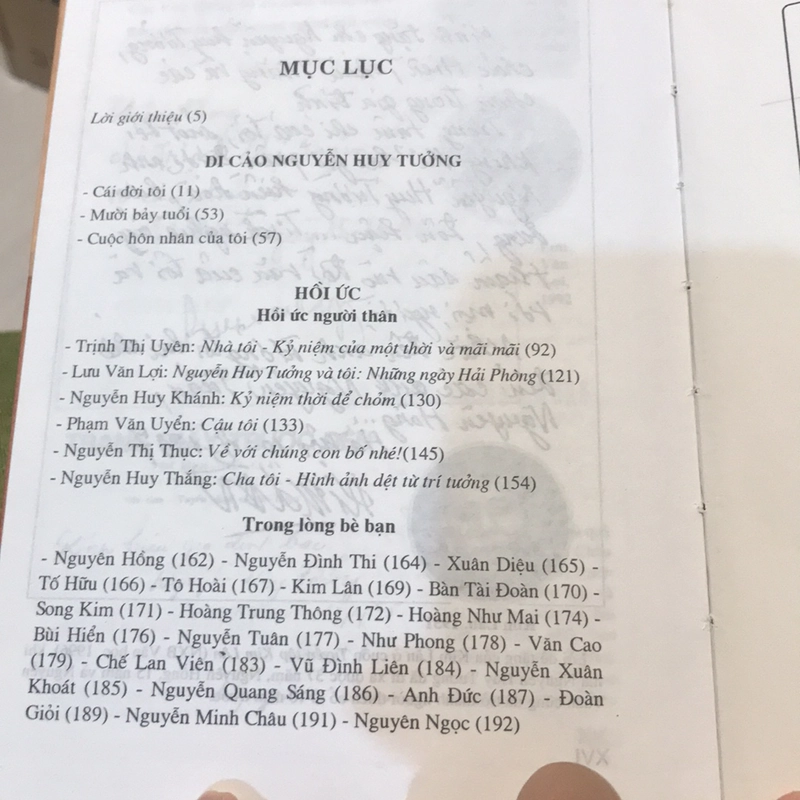 MỤC LỤC
Lời giới thiệu (5)
DI CẢO NGUYỄN HUY TƯỞNG
- Cái đời tôi (11)
- Mười bảy tuổi (53)
- Cuộc hôn nhân của tôi (57)
HỒI ỨC
Hồi ức người thân
- Trịnh Thị Uyên: Nhà tôi - Kỷ niệm của một thời và mãi mãi (92)
- Lưu Văn Lợi: Nguyễn Huy Tưởng và tôi: Những ngày Hải Phòng (121)
- Nguyễn Huy Khánh: Kỷ niệm thời để chỏm (130)
- Phạm Văn Uyển: Cậu tôi (133)
- Nguyễn Thị Thục: Về với chúng con bố nhé!(145)
- Nguyễn Huy Thắng: Cha tôi - Hình ảnh dệt từ trí tưởng (154)
Trong lòng bè bạn
- Nguyên Hồng (162) - Nguyễn Đình Thi (164) - Xuân Diệu (165) -
Tố Hữu (166) - Tô Hoài (167) - Kim Lân (169) - Bàn Tài Đoàn (170) -
Song Kim (171) - Hoàng Trung Thông (172) - Hoàng Như Mai (174) -
Bùi Hiển (176) - Nguyễn Tuân (177) - Như Phong (178) - Văn Cao
(179) - Chế Lan Viên (183) - Vũ Đình Liên (184) - Nguyễn Xuân
Khoát (185) - Nguyễn Quang Sáng (186) - Anh Đức (187) - Đoàn
Giỏi (189) - Nguyễn Minh Châu (191) - Nguyên Ngọc (192)
XVI